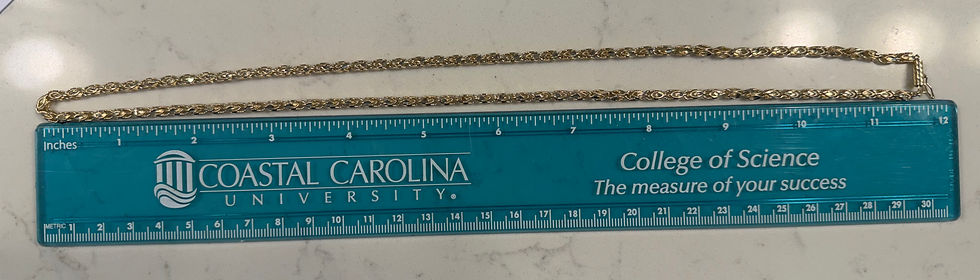 Inches 1 2 3 4 5 6 7 8 9 10 11 12
COASTAL CAROLINA
UNIVERSITY®
College of Science
The measure of your success
METRIC 1 2 3 4 5 6 7 8 9 10 11 12 13 14 15 16 17 18 19 20 21 22 23 24 25 26 27 28 29 30